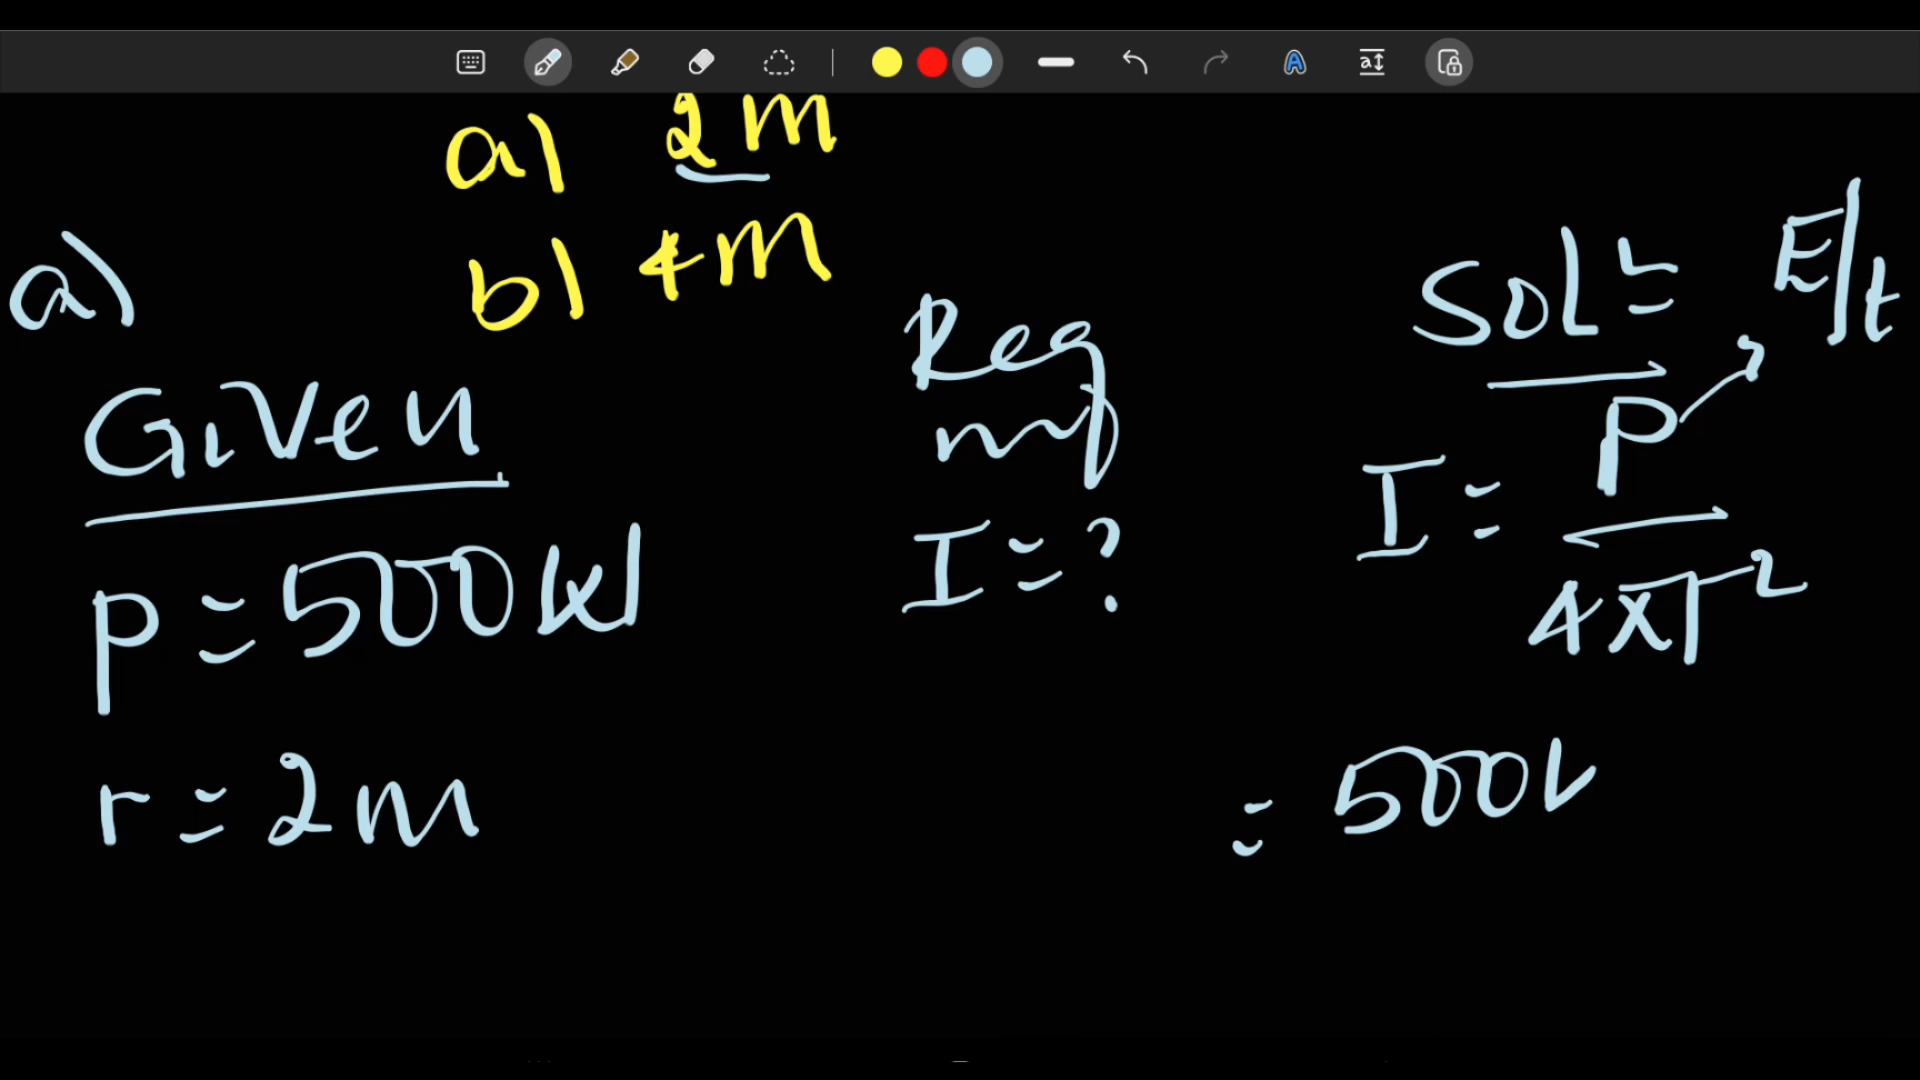 a) 2m
b) 4m
a)
Given
P = 500W
r = 2m
Req
I = ?
Sol
E/t
I = P
4πr²
= 500